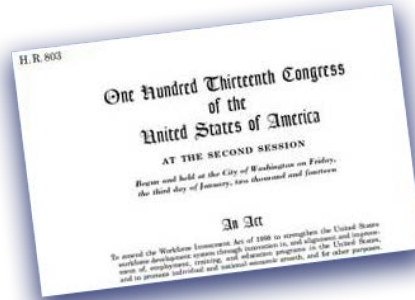 H. R. 803
One Hundred Thirteenth Congress
of the
United States of America
AT THE SECOND SESSION
Begun and held at the City of Washington on Friday,
the third day of January, two thousand and fourteen
An Act
To amend the Workforce Investment Act of 1998 to strengthen the United States
workforce development system through innovation in, and alignment and improve-
ment of, employment, training, and education programs in the United States,
and to promote individual and national economic growth, and for other purposes.